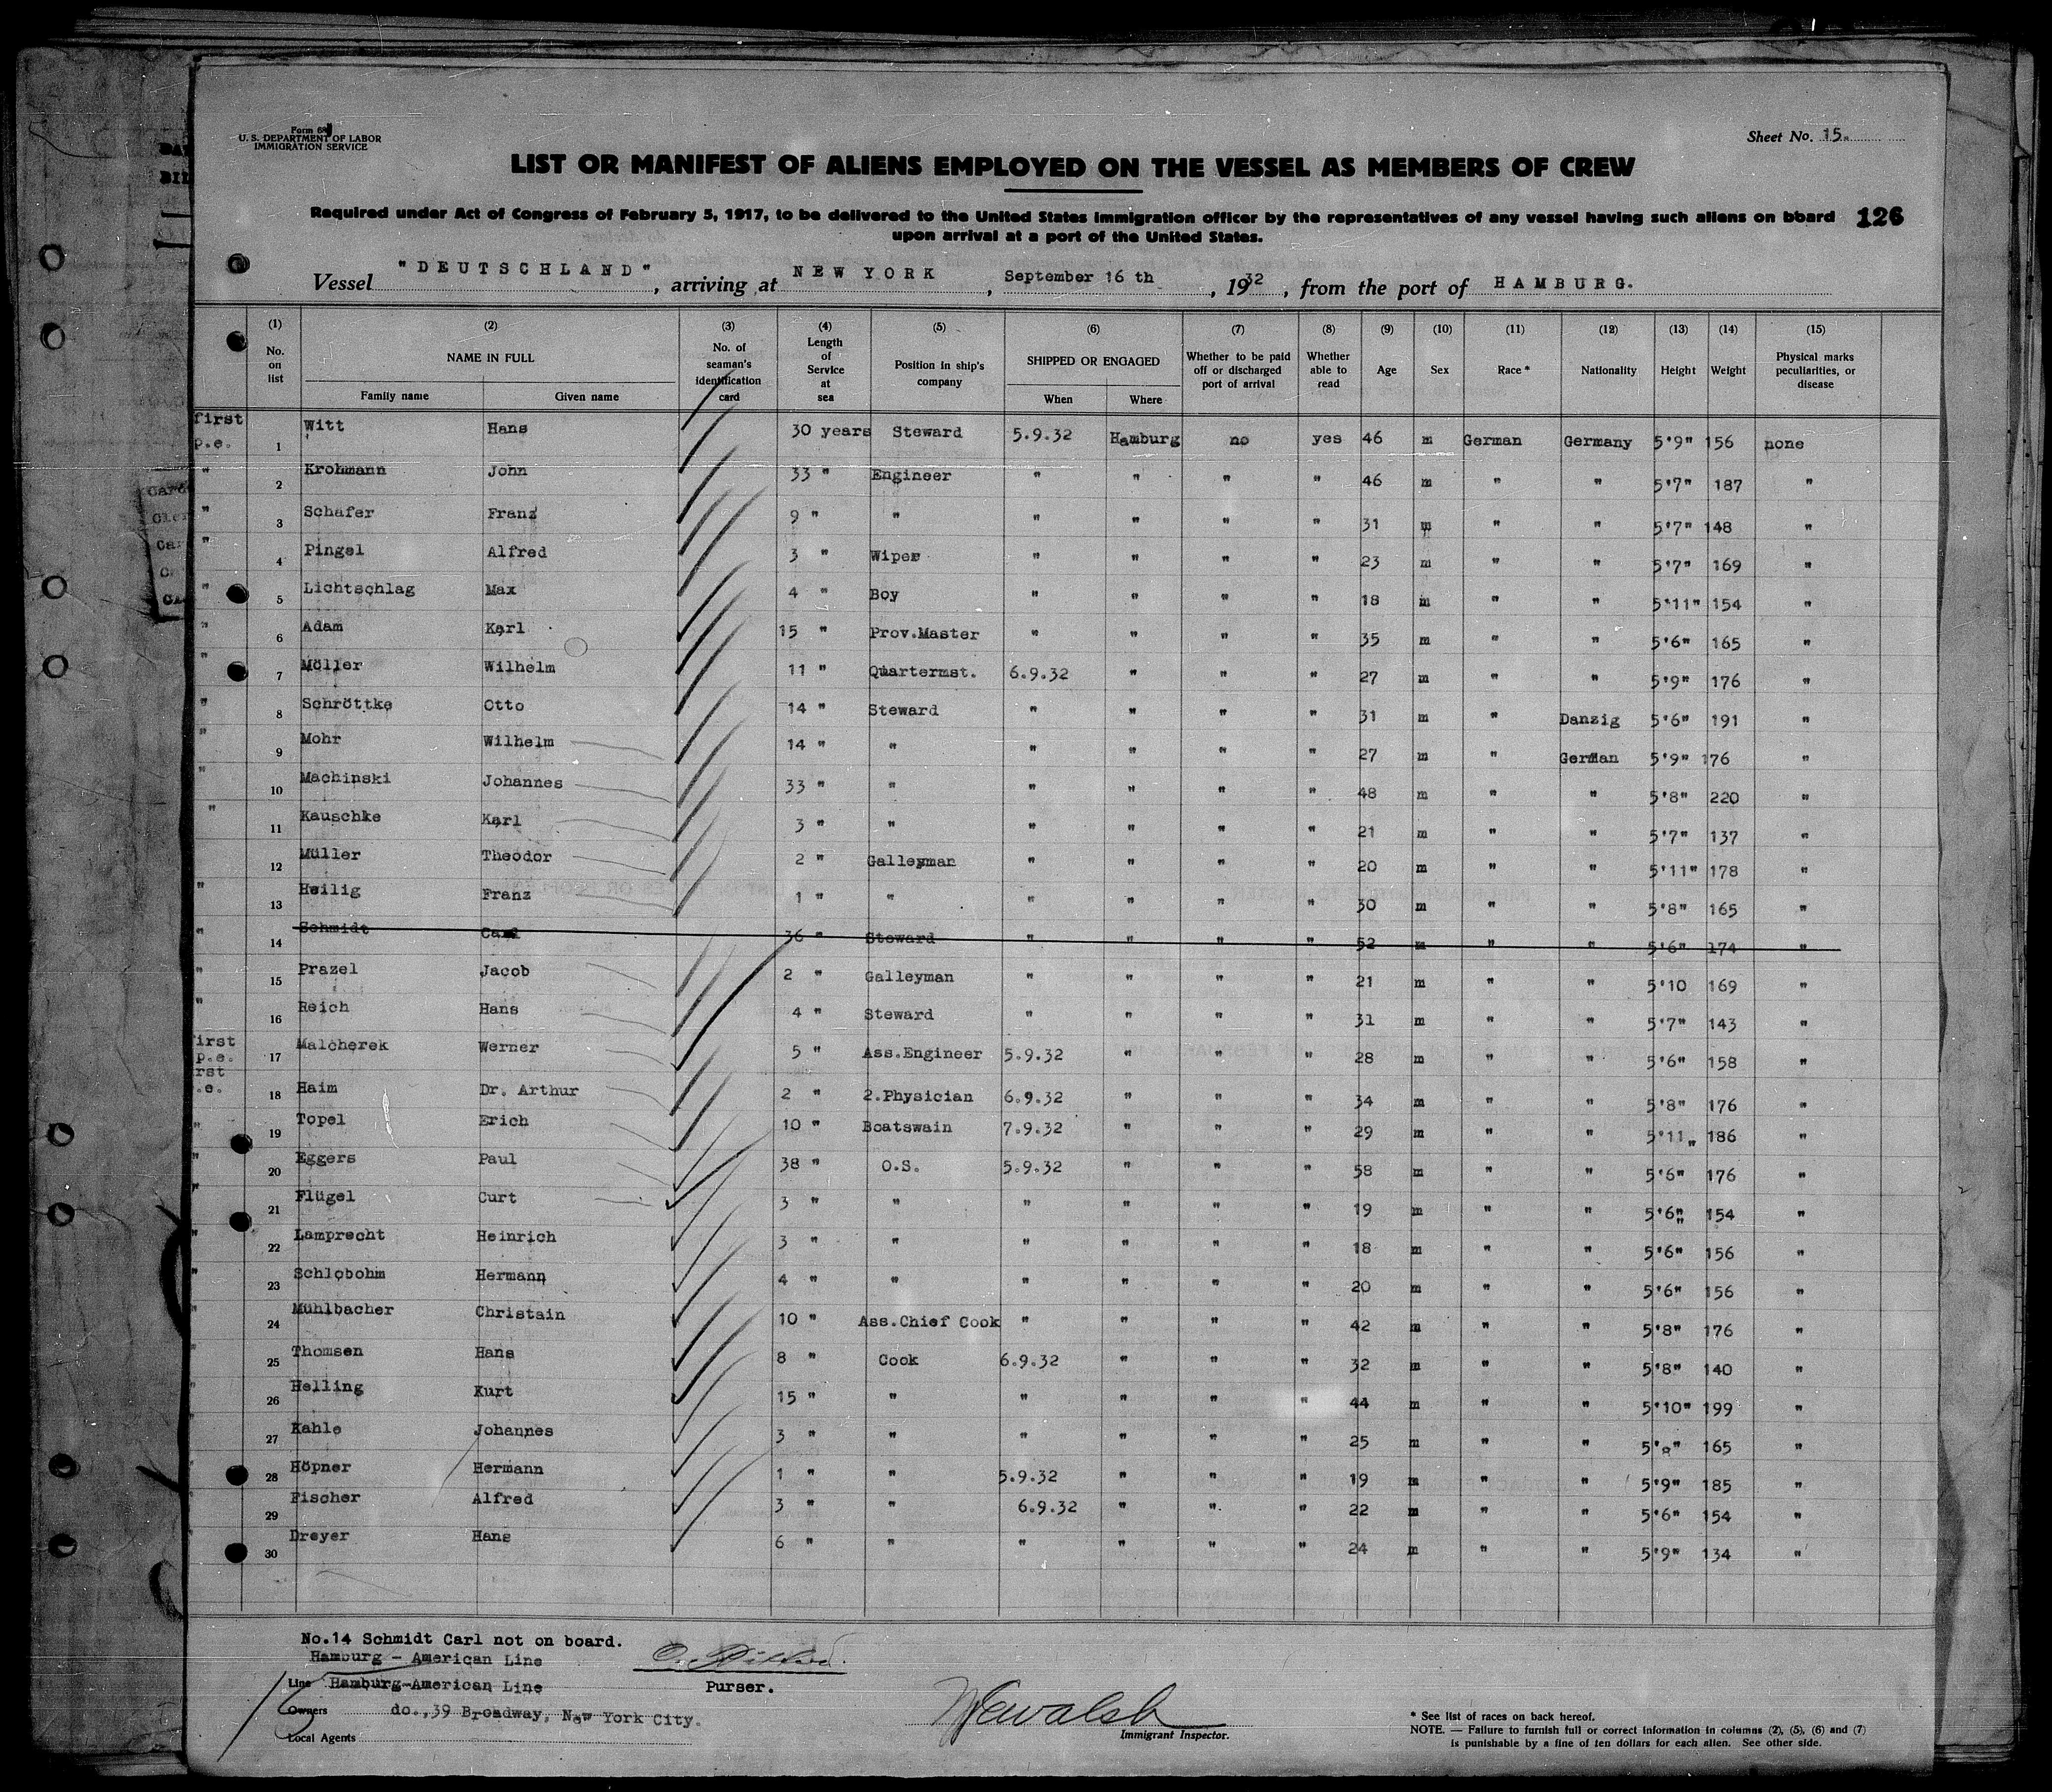 Form 6
U. S. DEPARTMENT OF LABOR
IMMIGRATION SERVICE
Sheet No. 15.
LIST OR MANIFEST OF ALIENS EMPLOYED ON THE VESSEL AS MEMBERS OF CREW
Required under Act of Congress of February 5, 1917, to be delivered to the United States immigration officer by the representatives of any vessel having such aliens on board 126
upon arrival at a port of the United States.
Vessel "DEUTSCHLAND", arriving at NEW YORK, September 16 th, 1932, from the port of HAMBURG.
(1) No. on list (2) NAME IN FULL Family name Given name (3) No. of seaman's identification card (4) Length of Service at sea (5) Position in ship's company (6) SHIPPED OR ENGAGED When Where (7) Whether to be paid off or discharged port of arrival (8) Whether able to read (9) Age (10) Sex (11) Race * (12) Nationality (13) Height (14) Weight (15) Physical marks peculiarities, or disease
first p.e. 1 Witt Hans 30 years Steward 5.9.32 Hamburg no yes 46 m German Germany 5'9" 156 none
" 2 Krohmann John 33 " Engineer " " " " 46 m " " 5'7" 187 "
" 3 Schafer Franz 9 " " " " " " 31 m " " 5'7" 148 "
" 4 Pingel Alfred 3 " Wiper " " " " 23 m " " 5'7" 169 "
" 5 Lichtschlag Max 4 " Boy " " " " 18 m " " 5'11" 154 "
" 6 Adam Karl 15 " Prov.Master " " " " 35 m " " 5'6" 165 "
" 7 Möller Wilhelm 11 " Quartermst. 6.9.32 " " " 27 m " " 5'9" 176 "
" 8 Schröttke Otto 14 " Steward " " " " 31 m " Danzig 5'6" 191 "
" 9 Mohr Wilhelm 14 " " " " " " 27 m " German 5'9" 176 "
" 10 Machinski Johannes 33 " " " " " " 48 m " " 5'8" 220 "
" 11 Kauschke Karl 3 " " " " " " 21 m " " 5'7" 137 "
12 Müller Theodor 2 " Galleyman " " " " 20 m " " 5'11" 178 "
" 13 Heilig Franz 1 " " " " " " 30 m " " 5'8" 165 "
" 14 Schmidt Carl 36 " Steward " " " " 52 m " " 5'6" 174 "
" 15 Prazel Jacob 2 " Galleyman " " " " 21 m " " 5'10 169 "
" 16 Reich Hans 4 " Steward " " " " 31 m " " 5'7" 143 "
irst p.e. 17 Malcherek Werner 5 " Ass.Engineer 5.9.32 " " " 28 m " " 5'6" 158 "
rst .e. 18 Haim Dr. Arthur 2 " 2.Physician 6.9.32 " " " 34 m " " 5'8" 176 "
" 19 Topel Erich 10 " Boatswain 7.9.32 " " " 29 m " " 5'11" 186 "
" 20 Eggers Paul 38 " O.S. 5.9.32 " " " 58 m " " 5'6" 176 "
" 21 Flügel Curt 3 " " " " " " 19 m " " 5'6" 154 "
" 22 Lamprecht Heinrich 3 " " " " " " 18 m " " 5'6" 156 "
" 23 Schlobohm Hermann 4 " " " " " " 20 m " " 5'6" 156 "
" 24 Mühlbacher Christain 10 " Ass.Chief Cook " " " " 42 m " " 5'8" 176 "
" 25 Thomsen Hans 8 " Cook 6.9.32 " " " 32 m " " 5'8" 140 "
" 26 Helling Kurt 15 " " " " " " 44 m " " 5'10" 199 "
" 27 Kahle Johannes 3 " " " " " " 25 m " " 5'8" 165 "
" 28 Höpner Hermann 1 " " 5.9.32 " " " 19 m " " 5'9" 185 "
" 29 Fischer Alfred 3 " " 6.9.32 " " " 22 m " " 5'6" 154 "
" 30 Dreyer Hans 6 " " " " " " 24 m " " 5'9" 134 "
No.14 Schmidt Carl not on board.
Hamburg - American Line
Line Hamburg-American Line Purser.
Owners do.,39 Broadway, New York City.
Local Agents
15
Walsh
Immigrant Inspector.
* See list of races on back hereof.
NOTE. — Failure to furnish full or correct information in columns (2), (5), (6) and (7)
is punishable by a fine of ten dollars for each alien. See other side.